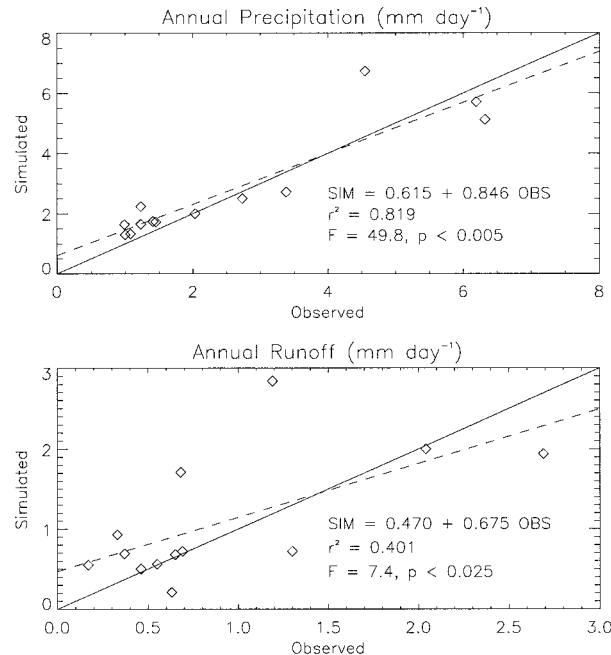 Annual Precipitation (mm day⁻¹)
8
6
4
2
0
Simulated
SIM = 0.615 + 0.846 OBS
r² = 0.819
F = 49.8, p < 0.005
0 2 4 6 8
Observed
Annual Runoff (mm day⁻¹)
3
2
1
0
Simulated
SIM = 0.470 + 0.675 OBS
r² = 0.401
F = 7.4, p < 0.025
0.0 0.5 1.0 1.5 2.0 2.5 3.0
Observed